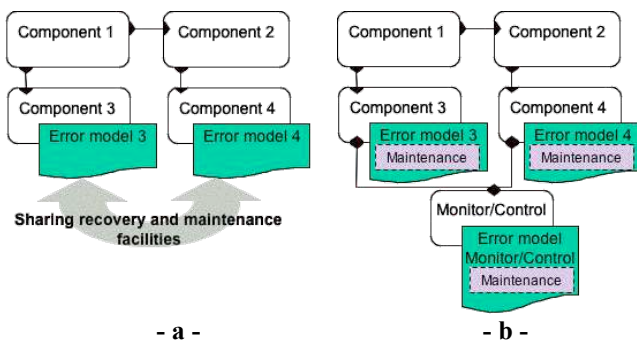 Component 1
Component 2
Component 3
Component 4
Error model 3
Error model 4
Sharing recovery and maintenance
facilities
- a -
Component 1
Component 2
Component 3
Component 4
Error model 3
Maintenance
Error model 4
Maintenance
Monitor/Control
Error model
Monitor/Control
Maintenance
- b -